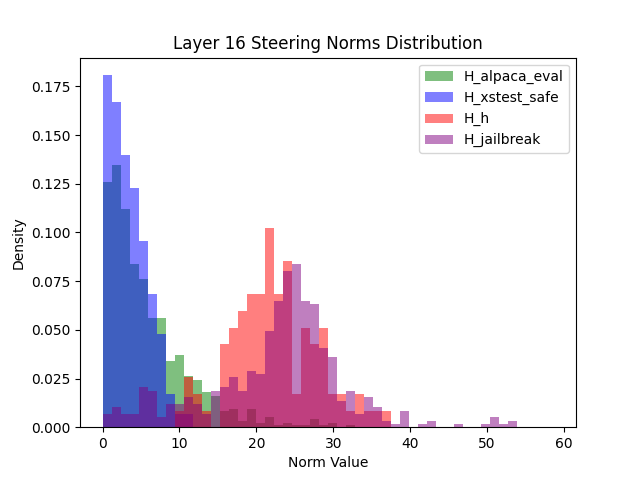 Layer 16 Steering Norms Distribution
H_alpaca_eval
H_xstest_safe
H_h
H_jailbreak
0.175
0.150
0.125
0.100
0.075
0.050
0.025
0.000
Density
0 10 20 30 40 50 60
Norm Value